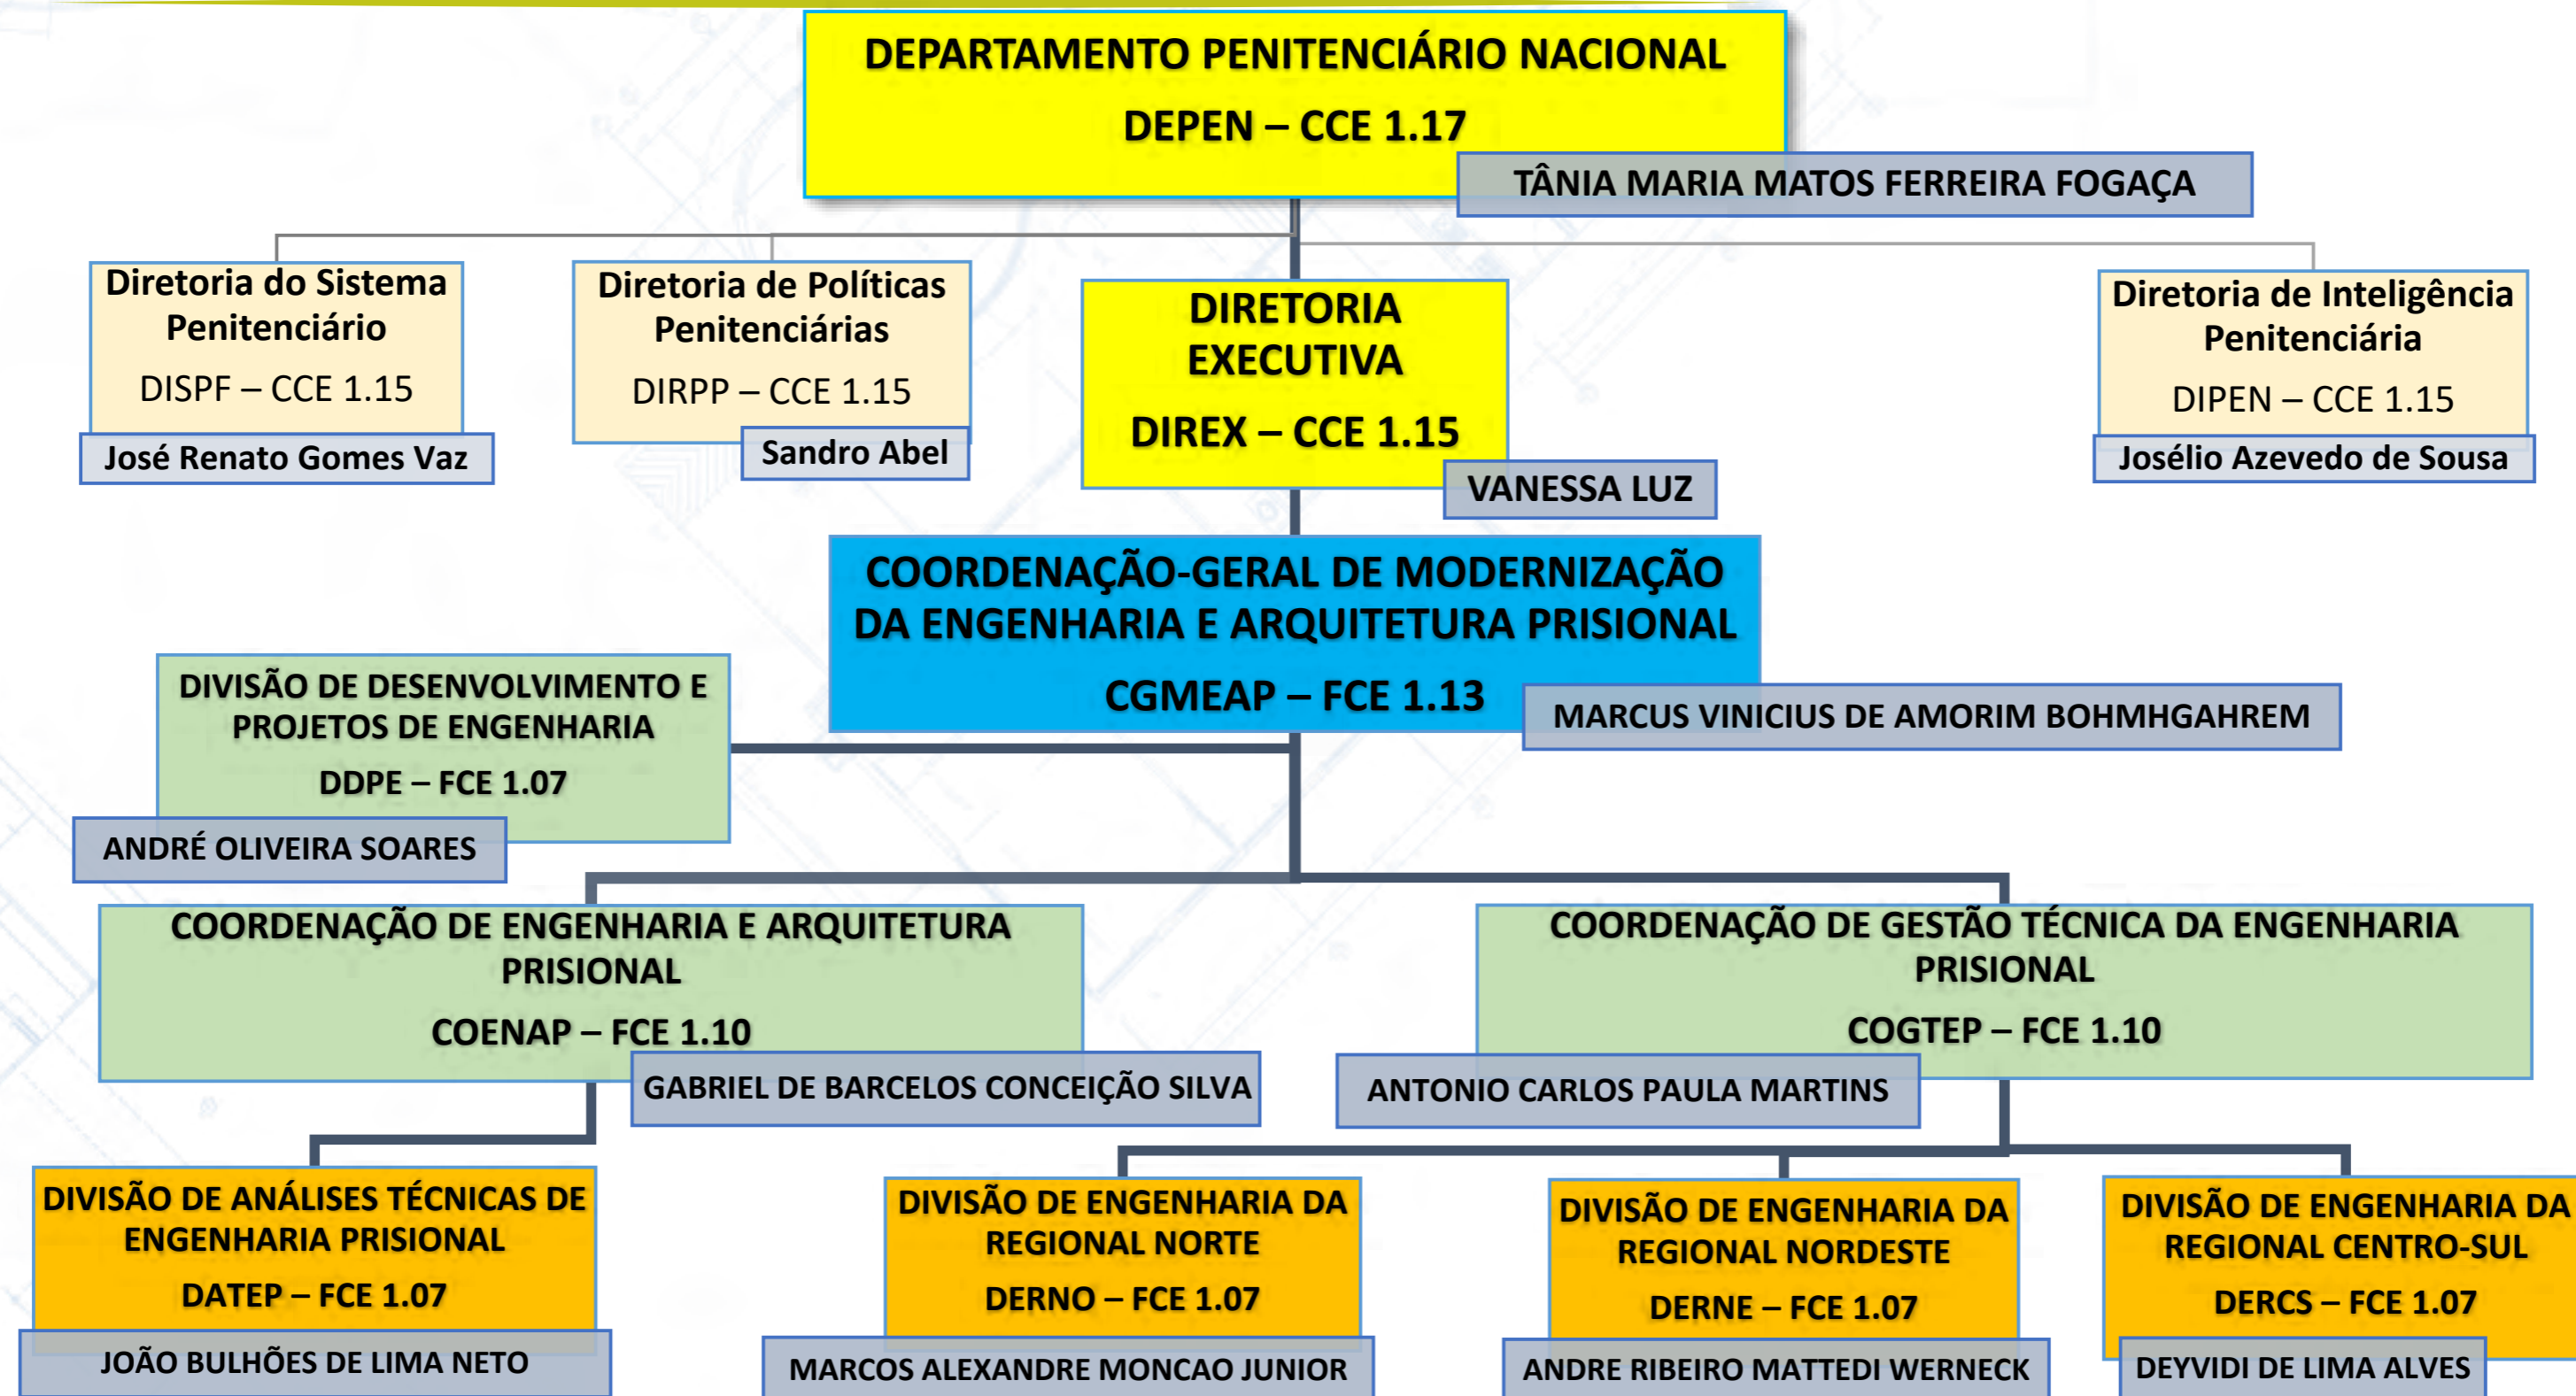 DEPARTAMENTO PENITENCIÁRIO NACIONAL
DEPEN – CCE 1.17
TÂNIA MARIA MATOS FERREIRA FOGAÇA
Diretoria do Sistema
Penitenciário
DISPF – CCE 1.15
José Renato Gomes Vaz
Diretoria de Políticas
Penitenciárias
DIRPP – CCE 1.15
Sandro Abel
DIRETORIA
EXECUTIVA
DIREX – CCE 1.15
VANESSA LUZ
Diretoria de Inteligência
Penitenciária
DIPEN – CCE 1.15
Josélio Azevedo de Sousa
COORDENAÇÃO-GERAL DE MODERNIZAÇÃO
DA ENGENHARIA E ARQUITETURA PRISIONAL
CGMEAP – FCE 1.13
MARCUS VINICIUS DE AMORIM BOHMHGAHREM
DIVISÃO DE DESENVOLVIMENTO E
PROJETOS DE ENGENHARIA
DDPE – FCE 1.07
ANDRÉ OLIVEIRA SOARES
COORDENAÇÃO DE ENGENHARIA E ARQUITETURA
PRISIONAL
COENAP – FCE 1.10
GABRIEL DE BARCELOS CONCEIÇÃO SILVA
COORDENAÇÃO DE GESTÃO TÉCNICA DA ENGENHARIA
PRISIONAL
COGTEP – FCE 1.10
ANTONIO CARLOS PAULA MARTINS
DIVISÃO DE ANÁLISES TÉCNICAS DE
ENGENHARIA PRISIONAL
DATEP – FCE 1.07
JOÃO BULHÕES DE LIMA NETO
DIVISÃO DE ENGENHARIA DA
REGIONAL NORTE
DERNO – FCE 1.07
MARCOS ALEXANDRE MONCAO JUNIOR
DIVISÃO DE ENGENHARIA DA
REGIONAL NORDESTE
DERNE – FCE 1.07
ANDRE RIBEIRO MATTEDI WERNECK
DIVISÃO DE ENGENHARIA DA
REGIONAL CENTRO-SUL
DERCS – FCE 1.07
DEYVIDI DE LIMA ALVES